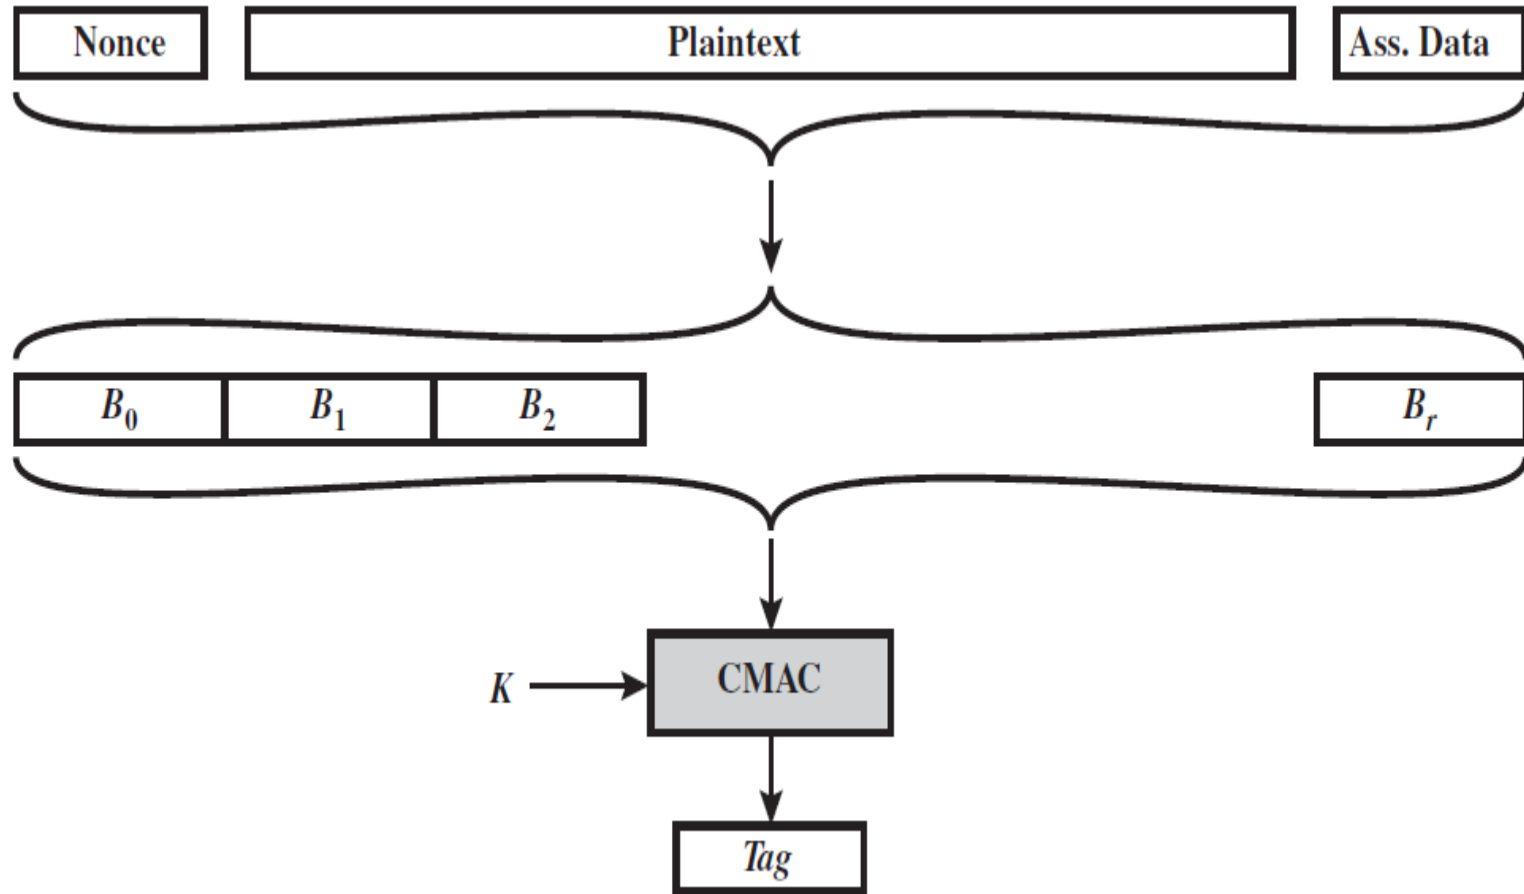 Nonce Plaintext Ass. Data
B₀ B₁ B₂ Bᵣ
K CMAC
Tag